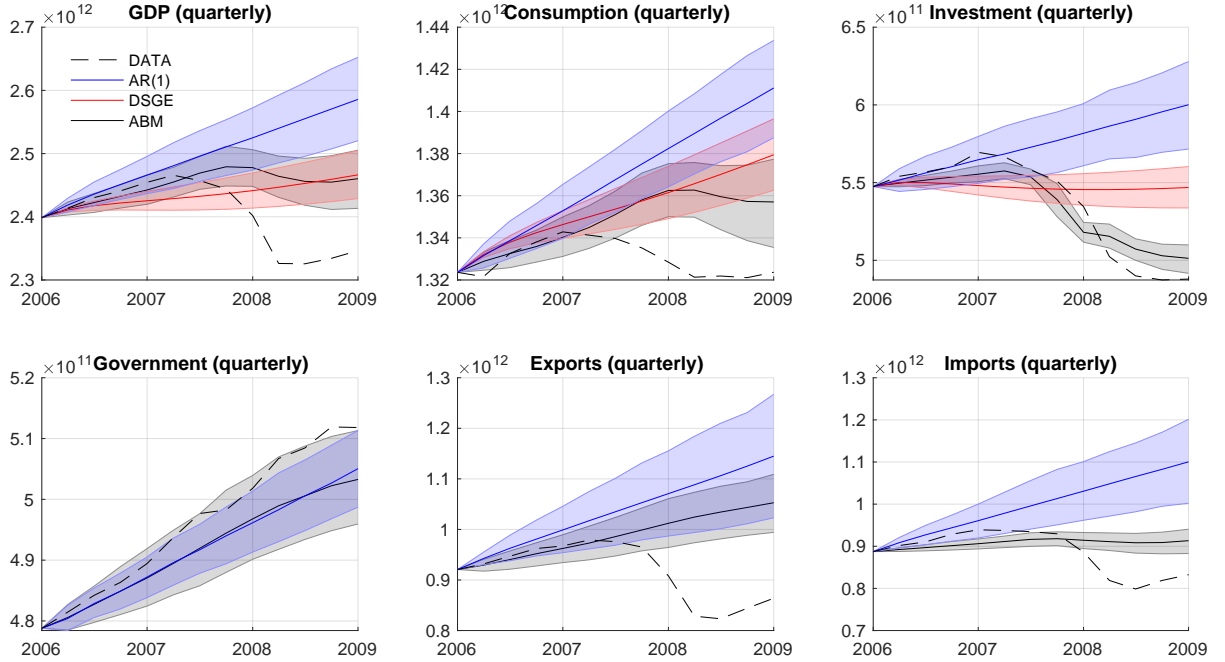 ×10^12 GDP (quarterly)
2.7
2.6
2.5
2.4
2.3
2006 2007 2008 2009
DATA
AR(1)
DSGE
ABM
×10^12 Consumption (quarterly)
1.44
1.42
1.4
1.38
1.36
1.34
1.32
2006 2007 2008 2009
×10^11 Investment (quarterly)
6.5
6
5.5
5
2006 2007 2008 2009
×10^11 Government (quarterly)
5.2
5.1
5
4.9
4.8
2006 2007 2008 2009
×10^12 Exports (quarterly)
1.3
1.2
1.1
1
0.9
0.8
2006 2007 2008 2009
×10^12 Imports (quarterly)
1.3
1.2
1.1
1
0.9
0.8
0.7
2006 2007 2008 2009